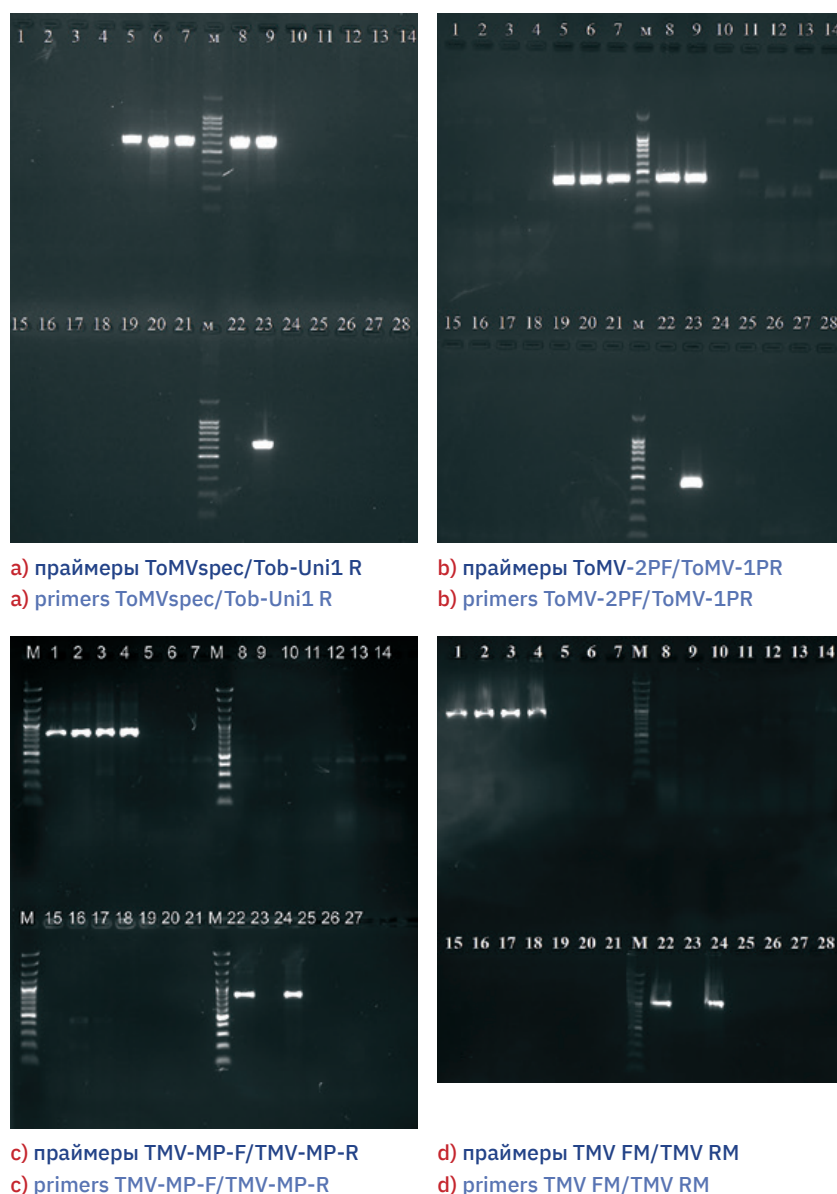 1 2 3 4 5 6 7 M 8 9 10 11 12 13 14
15 16 17 18 19 20 21 M 22 23 24 25 26 27 28
a) праймеры ToMVspec/Tob-Uni1 R
a) primers ToMVspec/Tob-Uni1 R
1 2 3 4 5 6 7 M 8 9 10 11 12 13 14
15 16 17 18 19 20 21 M 22 23 24 25 26 27 28
b) праймеры ToMV-2PF/ToMV-1PR
b) primers ToMV-2PF/ToMV-1PR
M 1 2 3 4 5 6 7 M 8 9 10 11 12 13 14
M 15 16 17 18 19 20 21 M 22 23 24 25 26 27
c) праймеры TMV-MP-F/TMV-MP-R
c) primers TMV-MP-F/TMV-MP-R
1 2 3 4 5 6 7 M 8 9 10 11 12 13 14
15 16 17 18 19 20 21 M 22 23 24 25 26 27 28
d) праймеры TMV FM/TMV RM
d) primers TMV FM/TMV RM